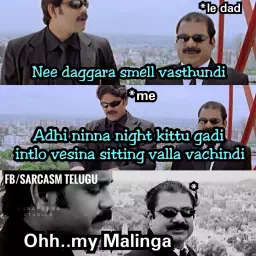 *le dad
Nee daggara smell vasthundi
*me
Adhi ninna night kittu gadi
intlo vesina sitting valla vachindi
FB/SARCASM TELUGU
*
Ohh..my Malinga